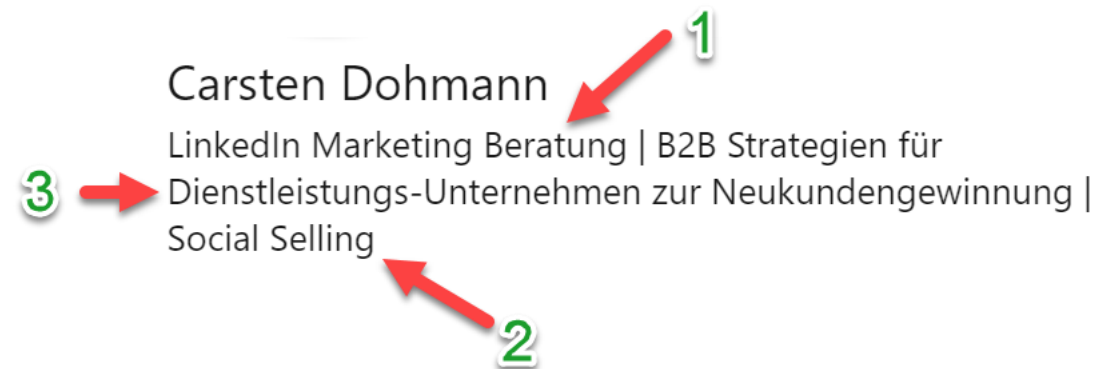 1
Carsten Dohmann
LinkedIn Marketing Beratung | B2B Strategien für
3 Dienstleistungs-Unternehmen zur Neukundengewinnung |
Social Selling
2